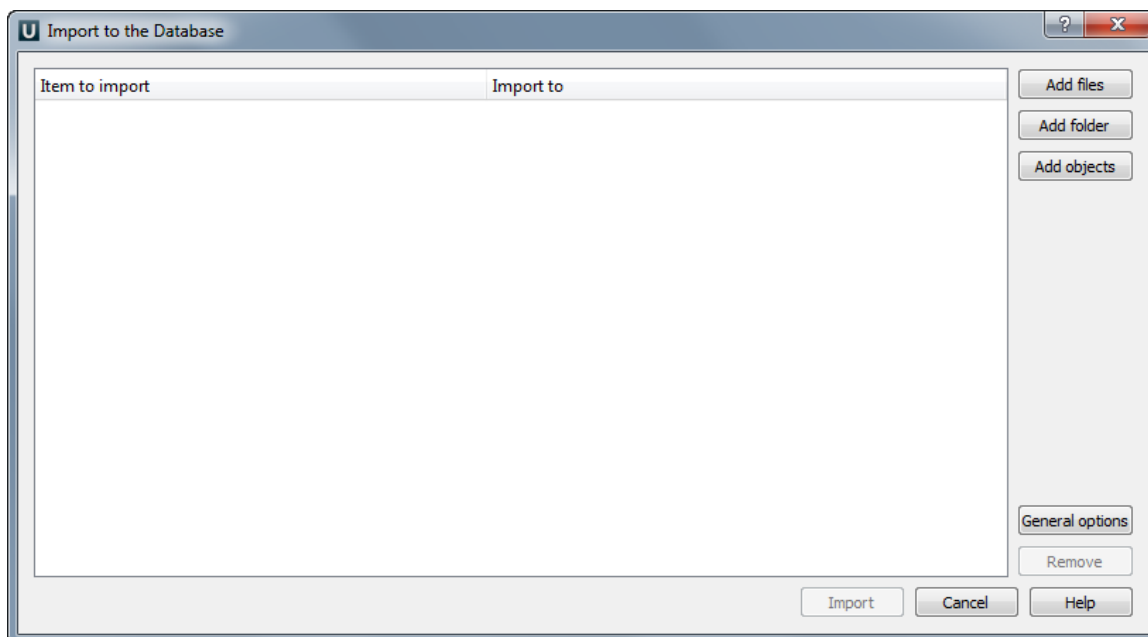 U Import to the Database
?
X
Item to import Import to
Add files
Add folder
Add objects
General options
Remove
Import Cancel Help